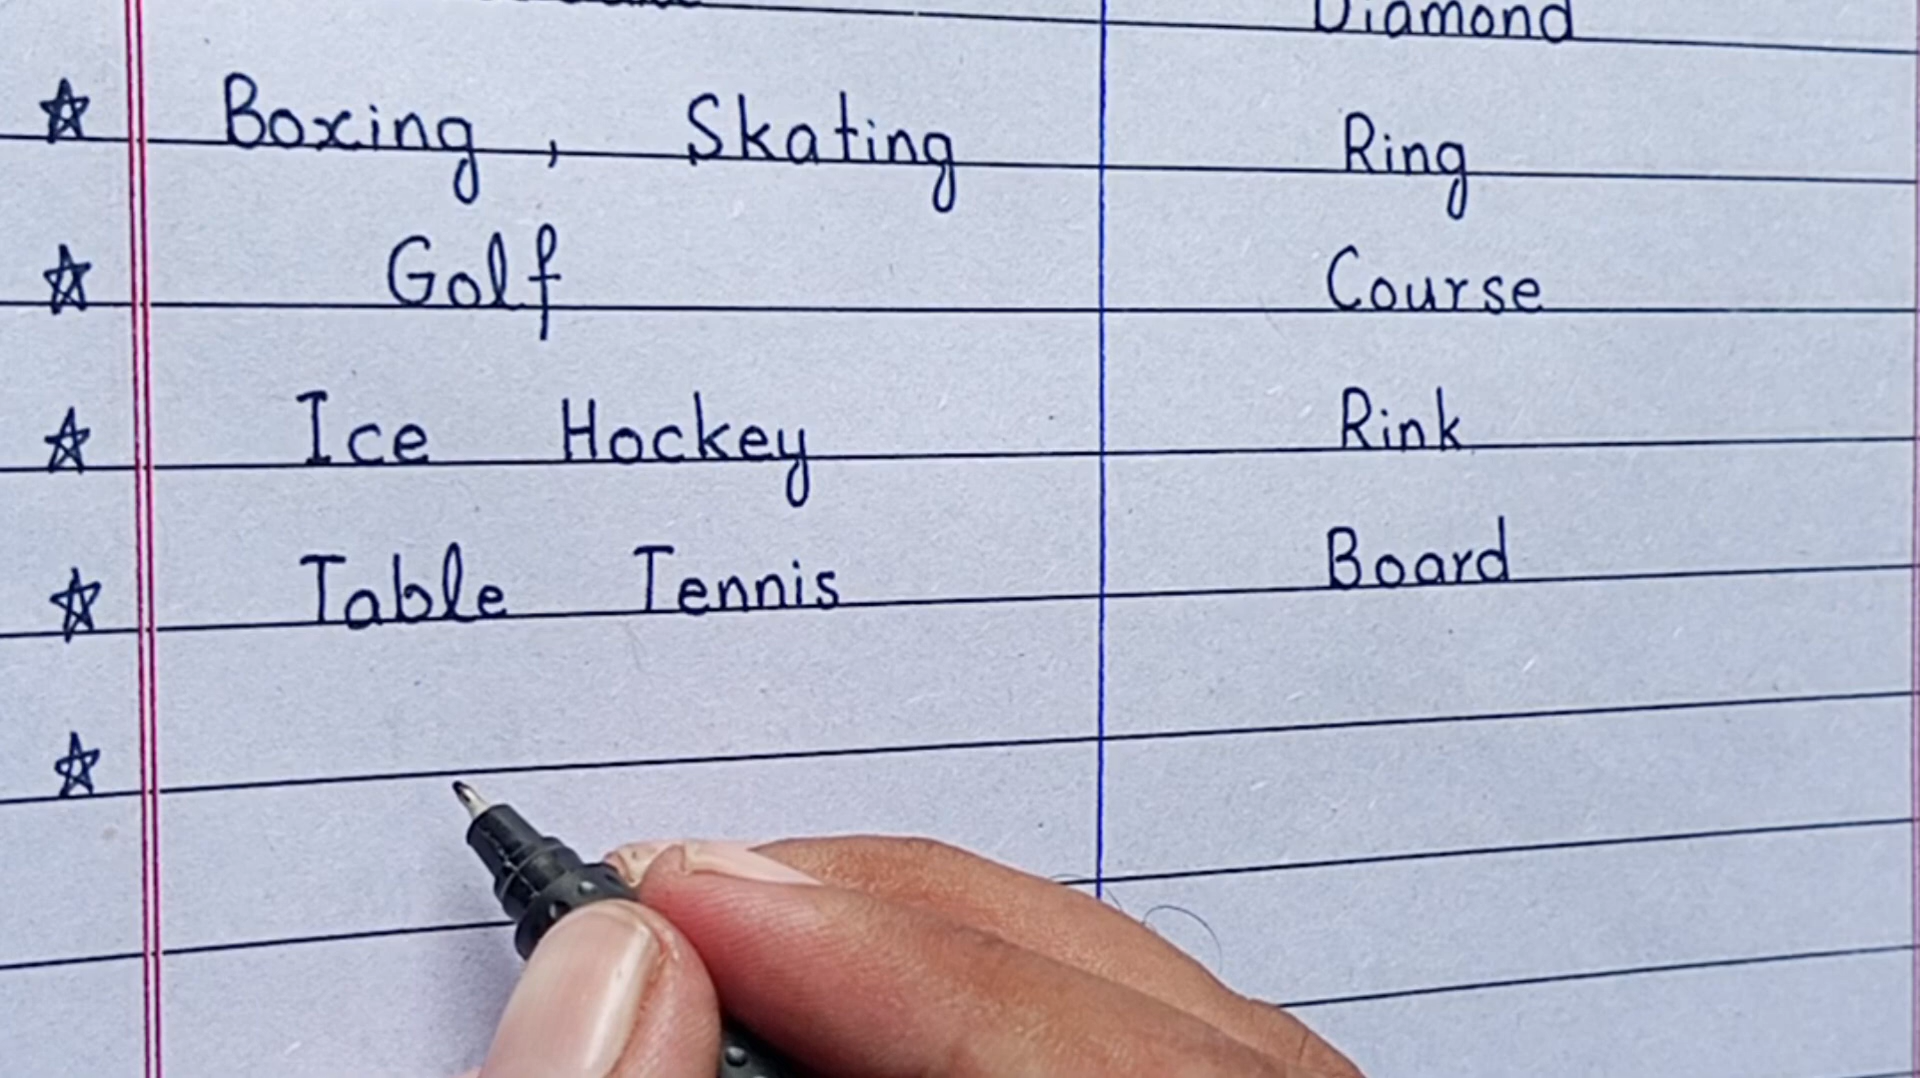 Diamond
☆ Boxing , Skating Ring
☆ Golf Course
☆ Ice Hockey Rink
☆ Table Tennis Board
☆